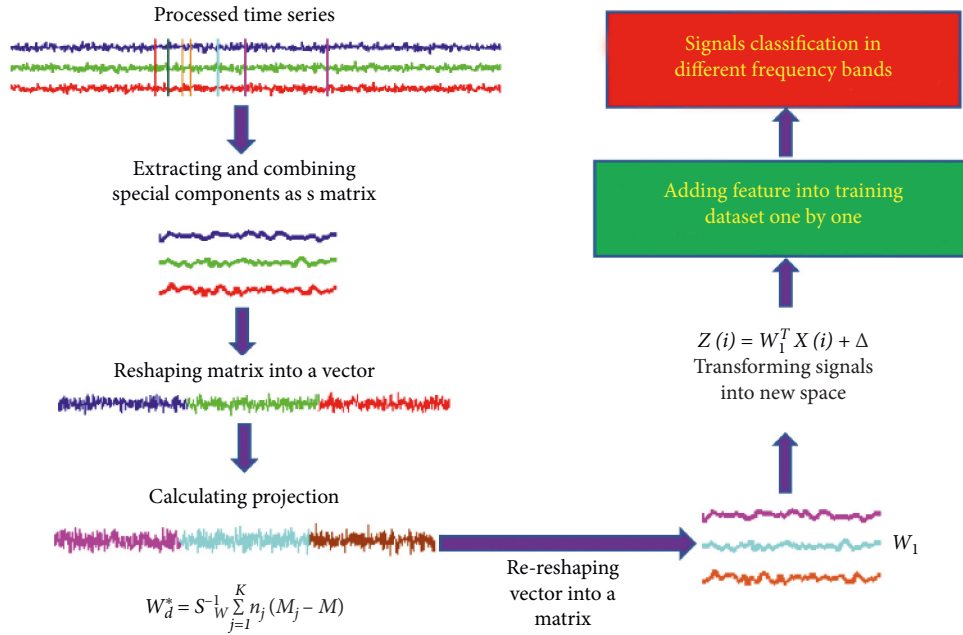 Processed time series
Extracting and combining
special components as s matrix
Reshaping matrix into a vector
Calculating projection
W*d = S⁻¹W ∑ᴷj=1 nj (Mj – M)
Re-reshaping
vector into a
matrix
W₁
Z (i) = W₁ᵀ X (i) + Δ
Transforming signals
into new space
Adding feature into training
dataset one by one
Signals classification in
different frequency bands